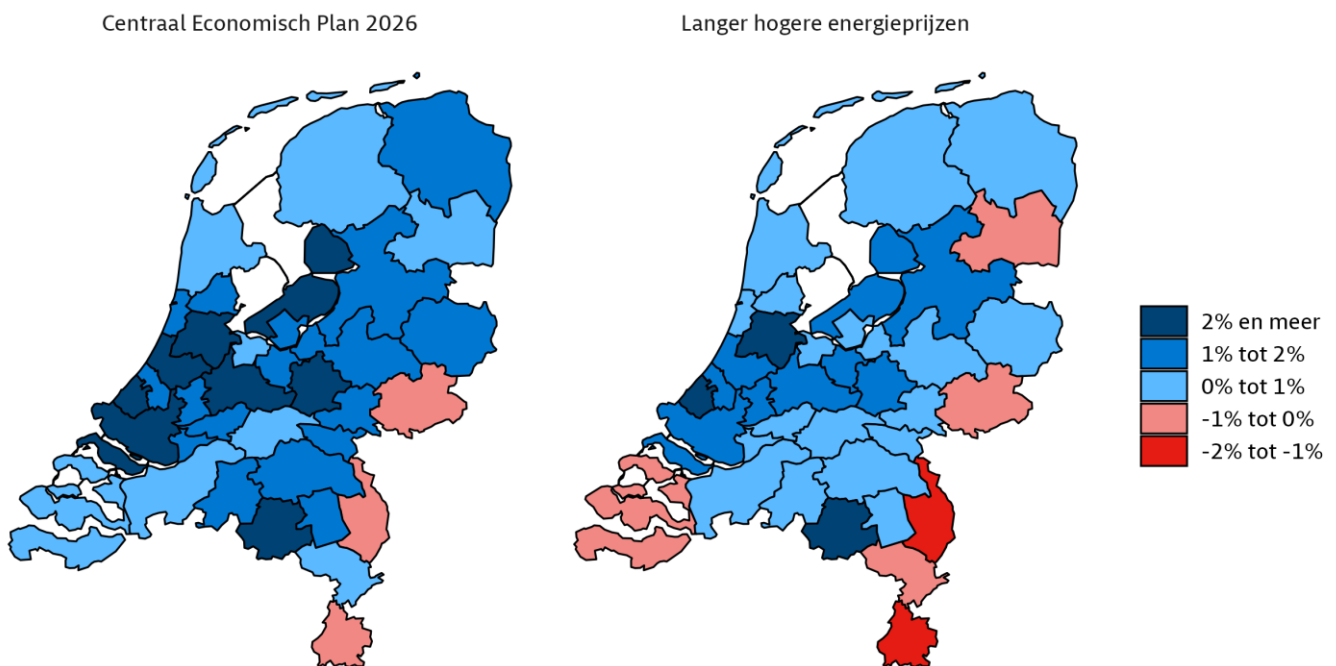 Centraal Economisch Plan 2026
Langer hogere energieprijzen
2% en meer
1% tot 2%
0% tot 1%
-1% tot 0%
-2% tot -1%